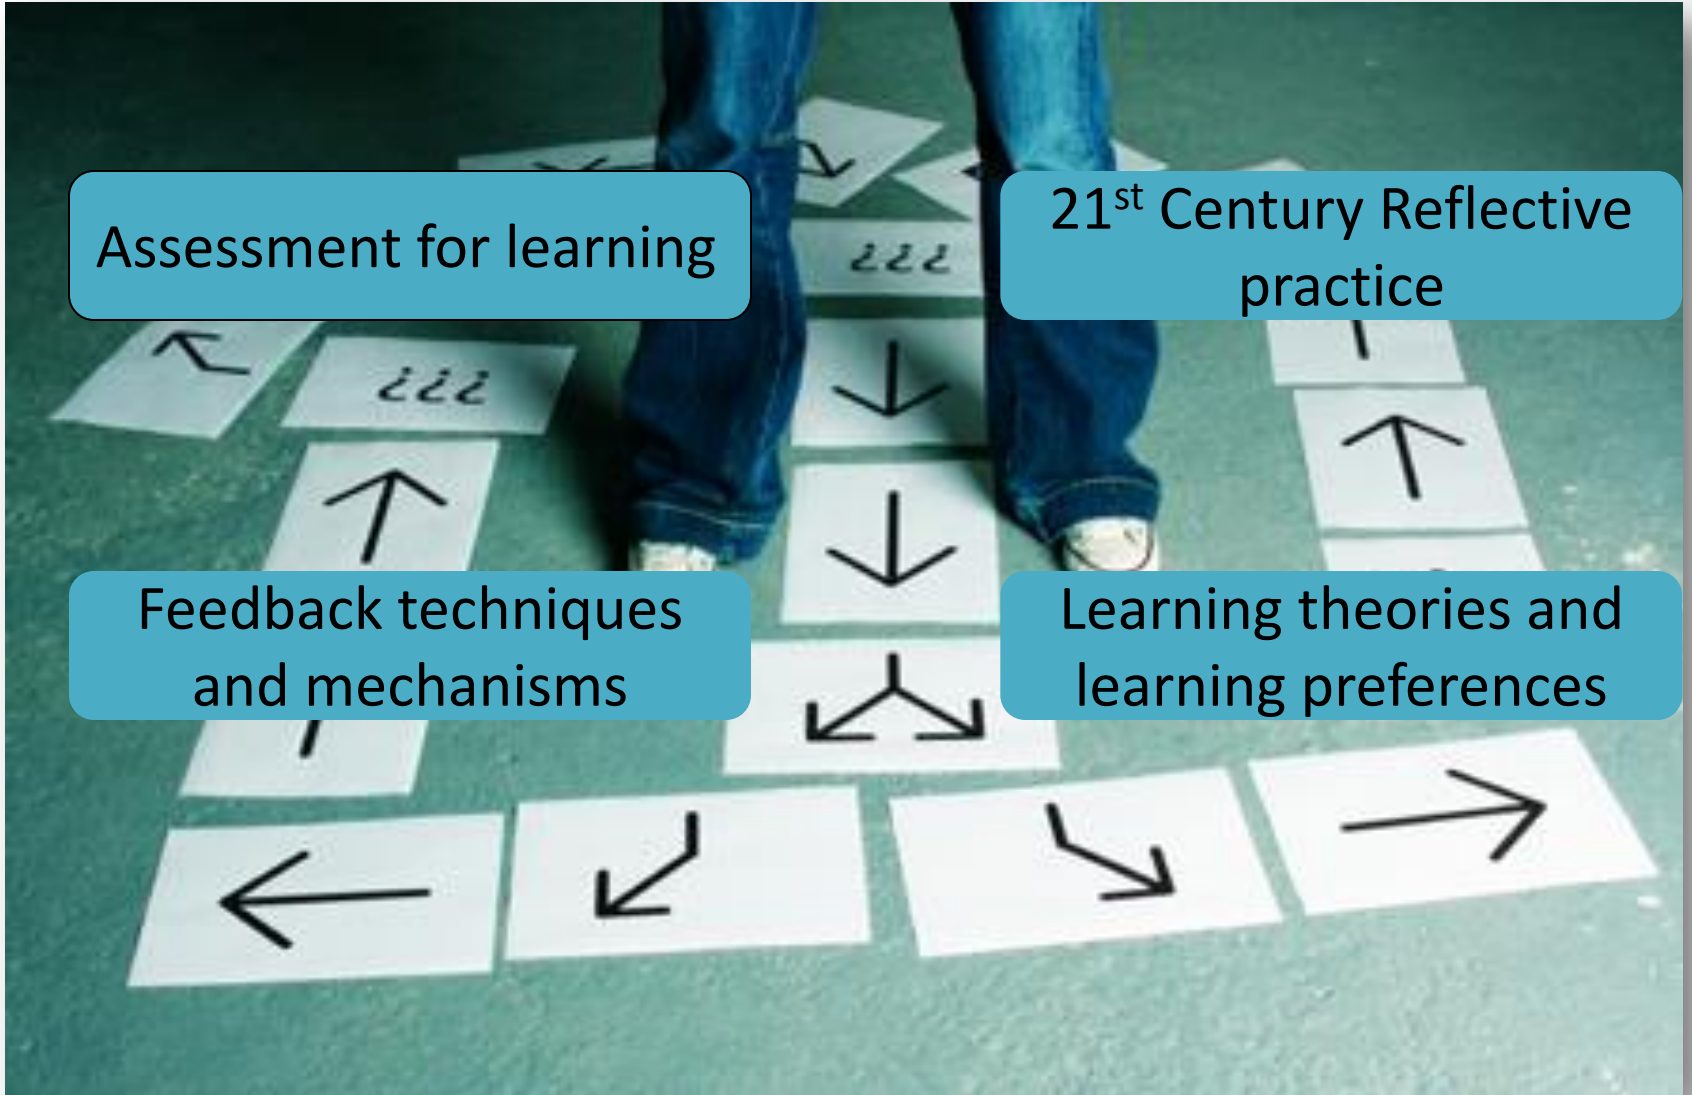 Assessment for learning
21st Century Reflective
practice
¿¿¿
¿¿¿
Feedback techniques
and mechanisms
Learning theories and
learning preferences